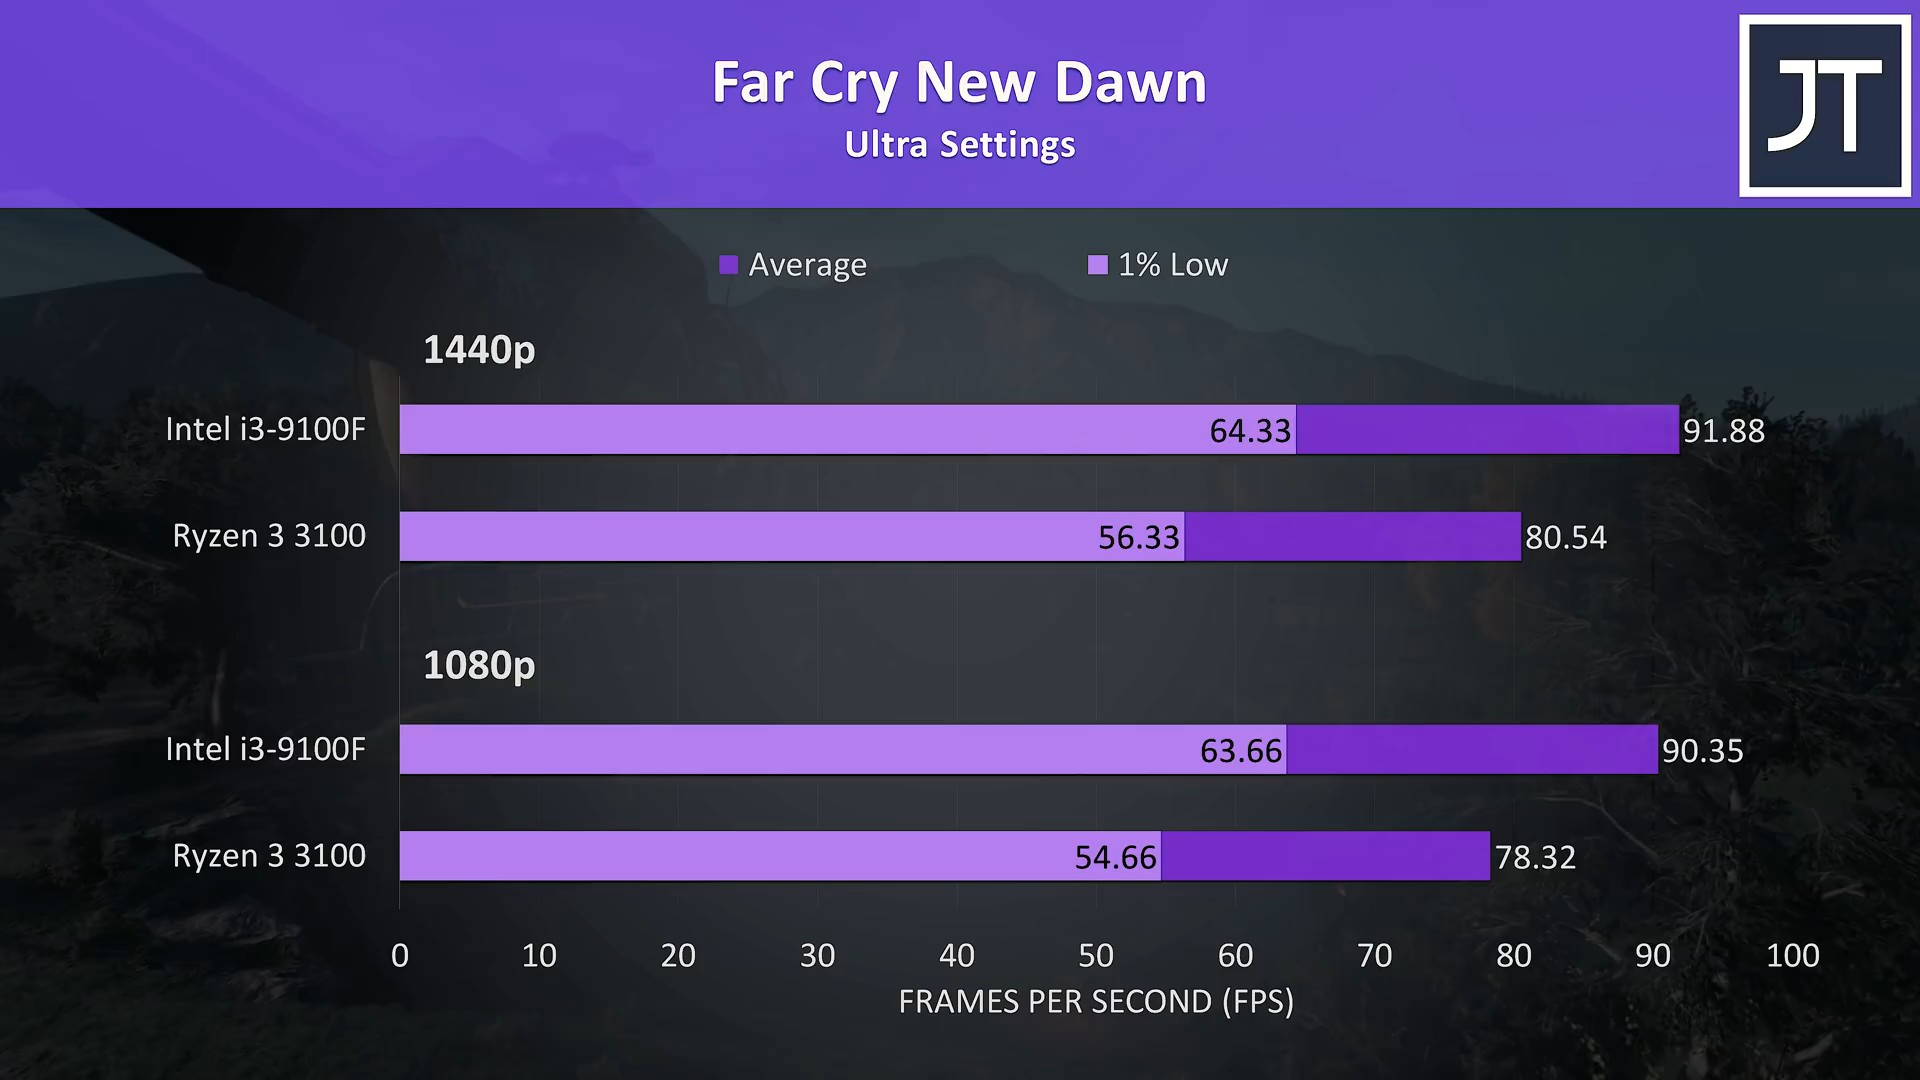 Far Cry New Dawn
JT
Ultra Settings
Average 1% Low
1440p
Intel i3-9100F 64.33 91.88
Ryzen 3 3100 56.33 80.54
1080p
Intel i3-9100F 63.66 90.35
Ryzen 3 3100 54.66 78.32
0 10 20 30 40 50 60 70 80 90 100
FRAMES PER SECOND (FPS)